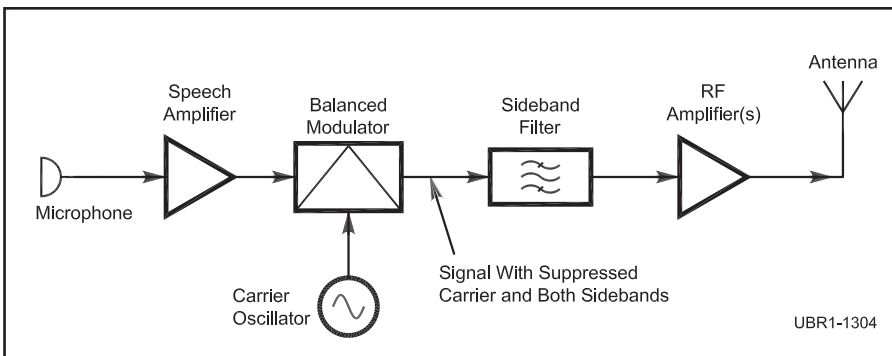 Antenna
Speech
Amplifier
Balanced
Modulator
Sideband
Filter
RF
Amplifier(s)
Microphone
Carrier
Oscillator
Signal With Suppressed
Carrier and Both Sidebands
UBR1-1304